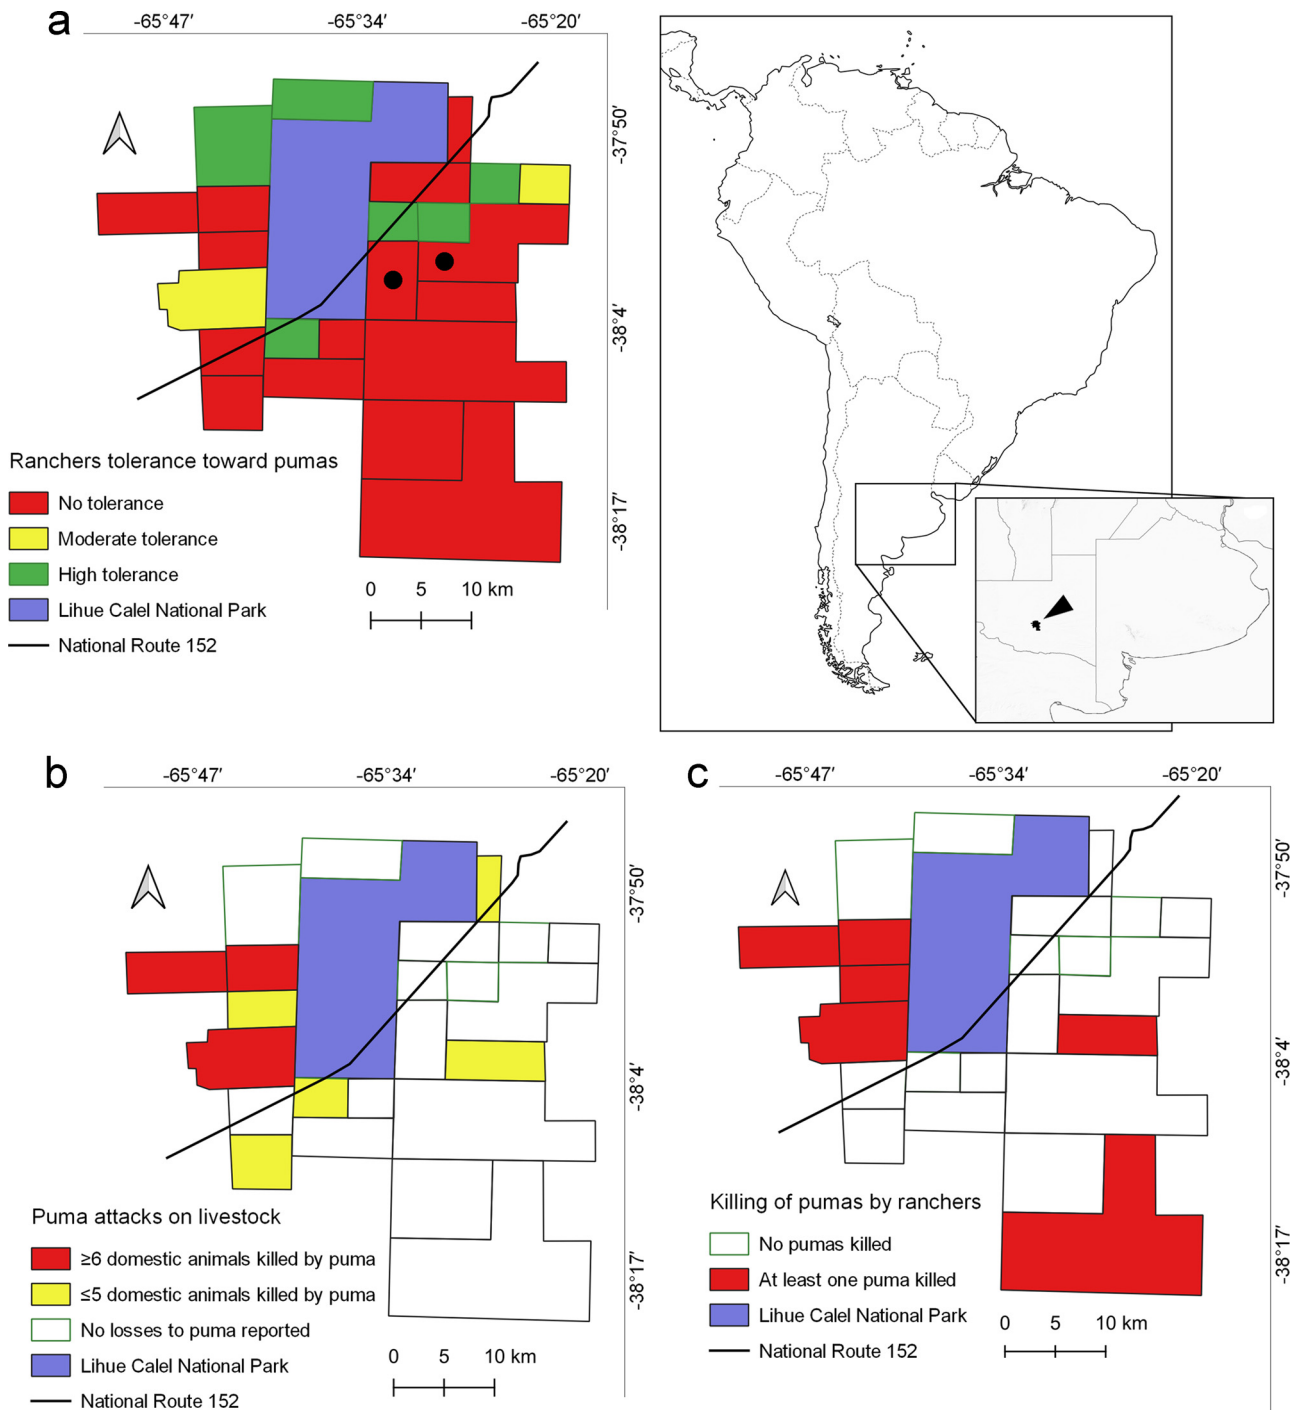 a
-65°47′ -65°34′ -65°20′
-37°50′
-38°4′
-38°17′
Ranchers tolerance toward pumas
No tolerance
Moderate tolerance
High tolerance
Lihue Calel National Park
National Route 152
0 5 10 km
b
-65°47′ -65°34′ -65°20′
-37°50′
-38°4′
-38°17′
Puma attacks on livestock
≥6 domestic animals killed by puma
≤5 domestic animals killed by puma
No losses to puma reported
Lihue Calel National Park
National Route 152
0 5 10 km
c
-65°47′ -65°34′ -65°20′
-37°50′
-38°4′
-38°17′
Killing of pumas by ranchers
No pumas killed
At least one puma killed
Lihue Calel National Park
National Route 152
0 5 10 km